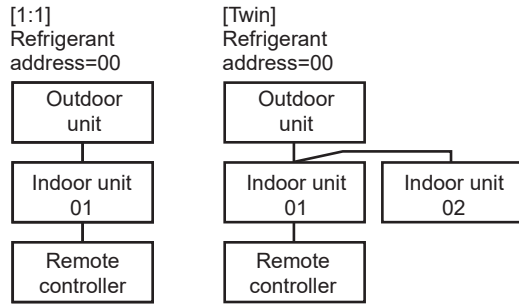 [1:1]
Refrigerant
address=00
Outdoor
unit
Indoor unit
01
Remote
controller
[Twin]
Refrigerant
address=00
Outdoor
unit
Indoor unit
01
Indoor unit
02
Remote
controller